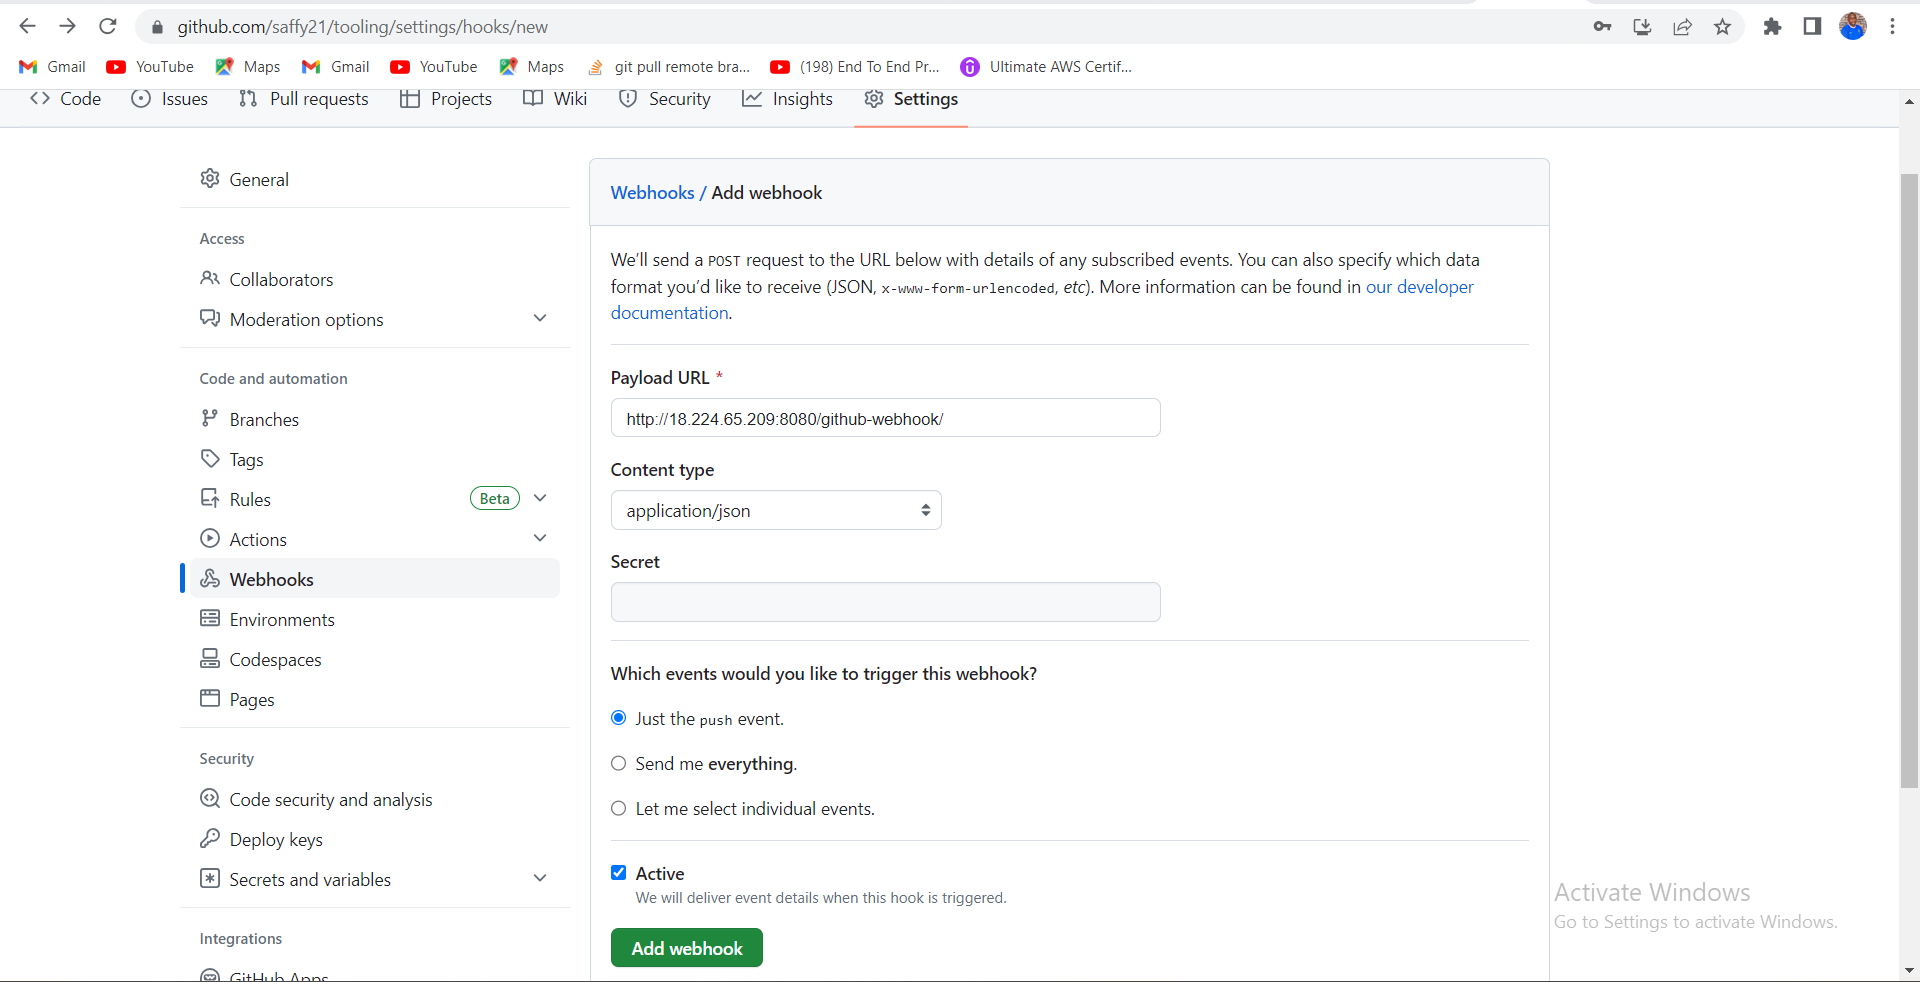 github.com/saffy21/tooling/settings/hooks/new
Gmail YouTube Maps Gmail YouTube Maps git pull remote bra... (198) End To End Pr... Ultimate AWS Certif...
Code Issues Pull requests Projects Wiki Security Insights Settings
General
Access
Collaborators
Moderation options
Code and automation
Branches
Tags
Rules Beta
Actions
Webhooks
Environments
Codespaces
Pages
Security
Code security and analysis
Deploy keys
Secrets and variables
Integrations
GitHub Apps
Webhooks / Add webhook
We'll send a POST request to the URL below with details of any subscribed events. You can also specify which data
format you'd like to receive (JSON, x-www-form-urlencoded, etc). More information can be found in our developer
documentation.
Payload URL *
http://18.224.65.209:8080/github-webhook/
Content type
application/json
Secret
Which events would you like to trigger this webhook?
Just the push event.
Send me everything.
Let me select individual events.
Active
We will deliver event details when this hook is triggered.
Add webhook
Activate Windows
Go to Settings to activate Windows.